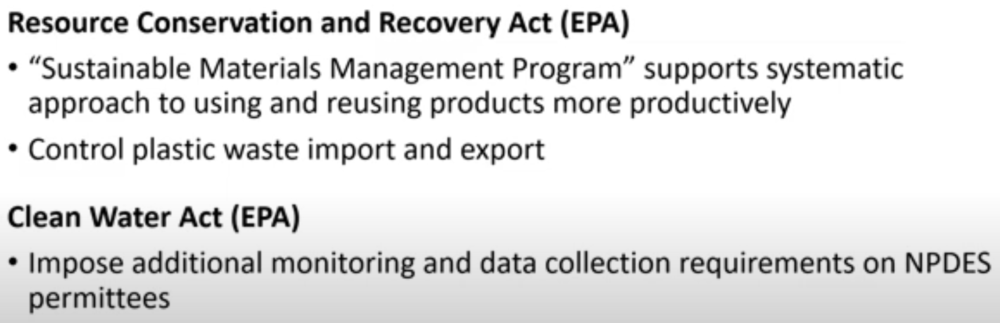 Resource Conservation and Recovery Act (EPA)
• “Sustainable Materials Management Program” supports systematic
approach to using and reusing products more productively
• Control plastic waste import and export
Clean Water Act (EPA)
• Impose additional monitoring and data collection requirements on NPDES
permittees